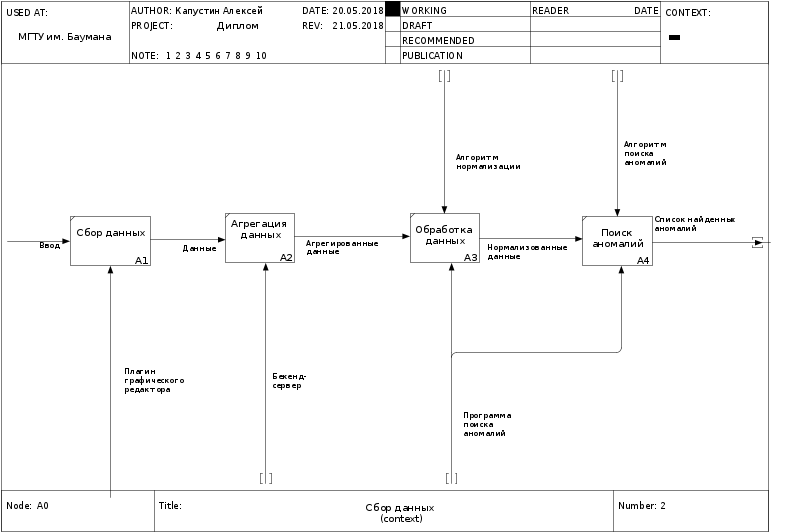 USED AT:
МГТУ им. Баумана
AUTHOR: Капустин Алексей
DATE: 20.05.2018
PROJECT: Диплом
REV: 21.05.2018
NOTE: 1 2 3 4 5 6 7 8 9 10
WORKING
DRAFT
RECOMMENDED
PUBLICATION
READER DATE
CONTEXT:
Алгоритм
нормализации
Алгоритм
поиска
аномалий
Ввод
Сбор данных
A1
Данные
Агрегация
данных
A2
Агрегированные
данные
Обработка
данных
A3
Нормализованные
данные
Поиск
аномалий
A4
Список найденных
аномалий
Плагин
графического
редактора
Бекенд-
сервер
Программа
поиска
аномалий
Node: A0
Title:
Сбор данных
(context)
Number: 2